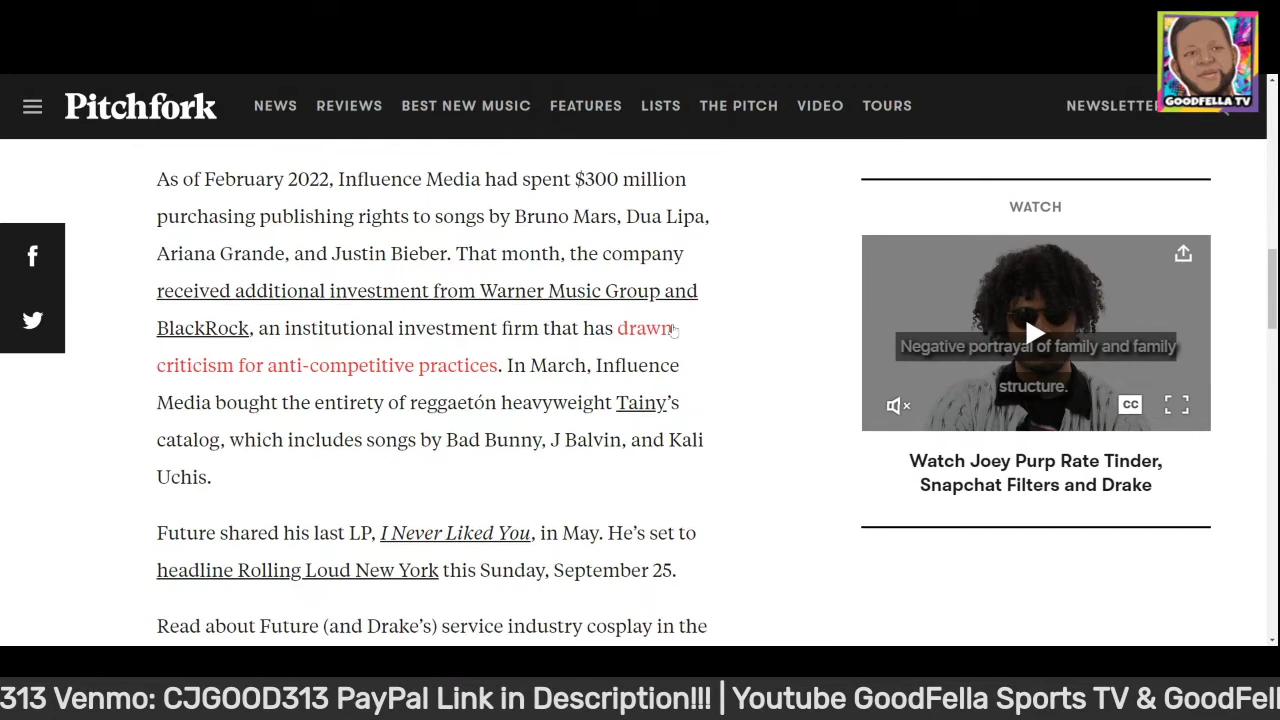 GOODFELLA TV
Pitchfork
NEWS REVIEWS BEST NEW MUSIC FEATURES LISTS THE PITCH VIDEO TOURS
As of February 2022, Influence Media had spent $300 million
purchasing publishing rights to songs by Bruno Mars, Dua Lipa,
Ariana Grande, and Justin Bieber. That month, the company
received additional investment from Warner Music Group and
BlackRock, an institutional investment firm that has drawn
criticism for anti-competitive practices. In March, Influence
Media bought the entirety of reggaetón heavyweight Tainy's
catalog, which includes songs by Bad Bunny, J Balvin, and Kali
Uchis.
Future shared his last LP, I Never Liked You, in May. He's set to
headline Rolling Loud New York this Sunday, September 25.
Read about Future (and Drake's) service industry cosplay in the
WATCH
Negative portrayal of family and family
structure.
CC
Watch Joey Purp Rate Tinder,
Snapchat Filters and Drake
313 Venmo: CJGOOD313 PayPal Link in Description!!! | Youtube GoodFella Sports TV &